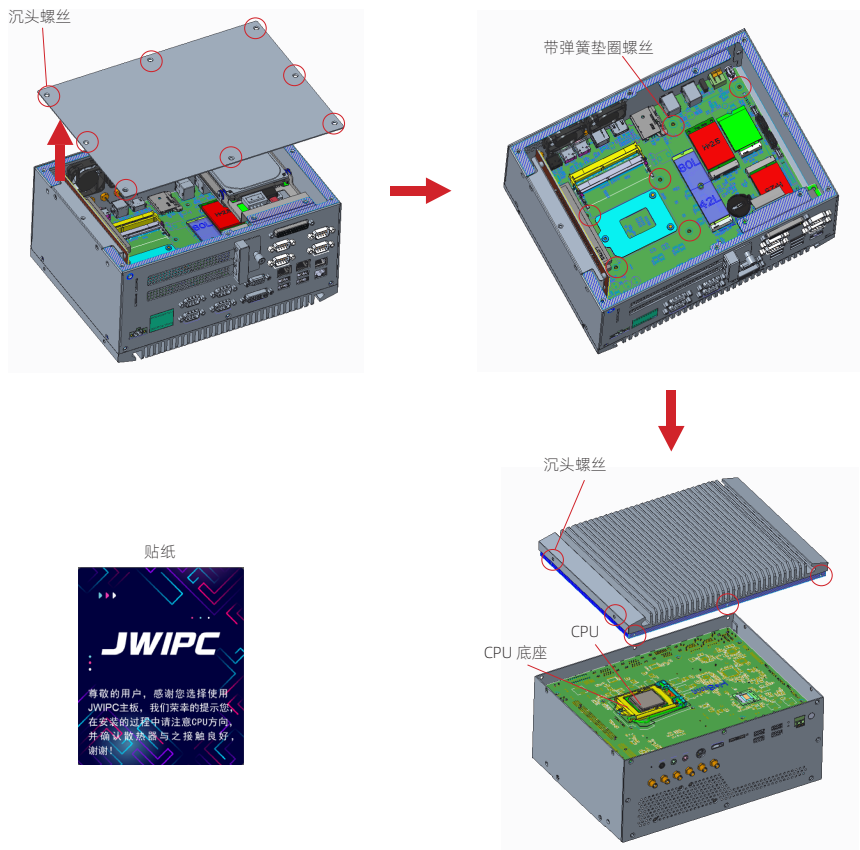 沉头螺丝
带弹簧垫圈螺丝
沉头螺丝
CPU
CPU 底座
贴纸
JWIPC
尊敬的用户，感谢您选择使用
JWIPC主板，我们荣幸的提示您，
在安装的过程中请注意CPU方向，
并确认散热器与之接触良好，
谢谢！